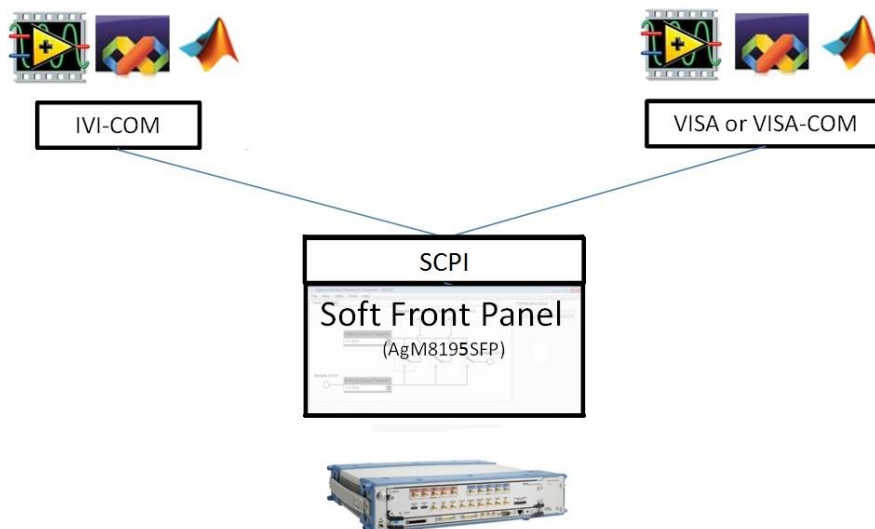 IVI-COM
VISA or VISA-COM
SCPI
Soft Front Panel
(AgM8195SFP)